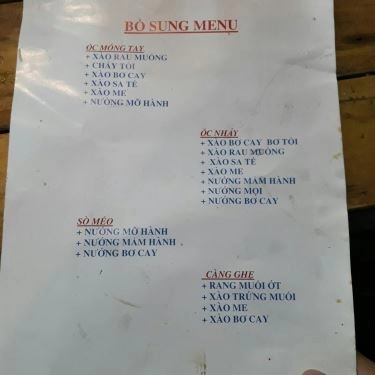 BỔ SUNG MENU
ỐC MÓNG TAY
+ XÀO RAU MUỐNG
+ CHÁY TỎI
+ XÀO BƠ CAY
+ XÀO SA TẾ
+ XÀO ME
+ NƯỚNG MỠ HÀNH
ỐC NHẢY
+ XÀO BƠ CAY BƠ TỎI
+ XÀO RAU MUỐNG
+ XÀO SA TẾ
+ XÀO ME
+ NƯỚNG MẮM HÀNH
+ NƯỚNG MỌI
+ NƯỚNG BƠ CAY
SÒ MÉO
+ NƯỚNG MỠ HÀNH
+ NƯỚNG MẮM HÀNH
+ NƯỚNG BƠ CAY
CÀNG GHẸ
+ RANG MUỐI ỚT
+ XÀO TRỨNG MUỐI
+ XÀO ME
+ XÀO BƠ CAY